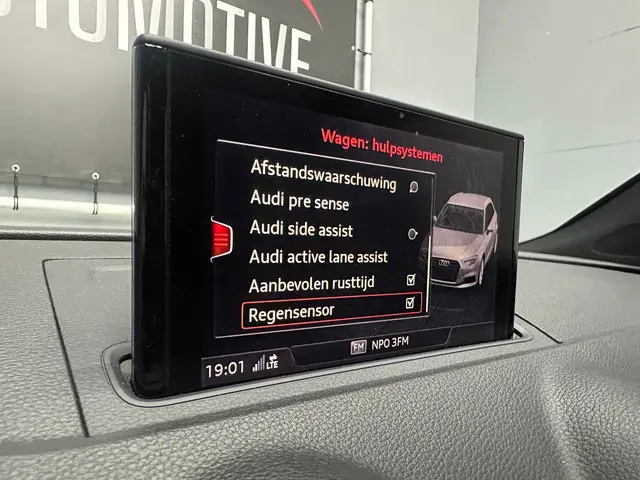 TOMOTIVE
Wagen: hulpsystemen
Afstandswaarschuwing
Audi pre sense
Audi side assist
Audi active lane assist
Aanbevolen rusttijd
Regensensor
FM NPO 3FM
19:01 LTE